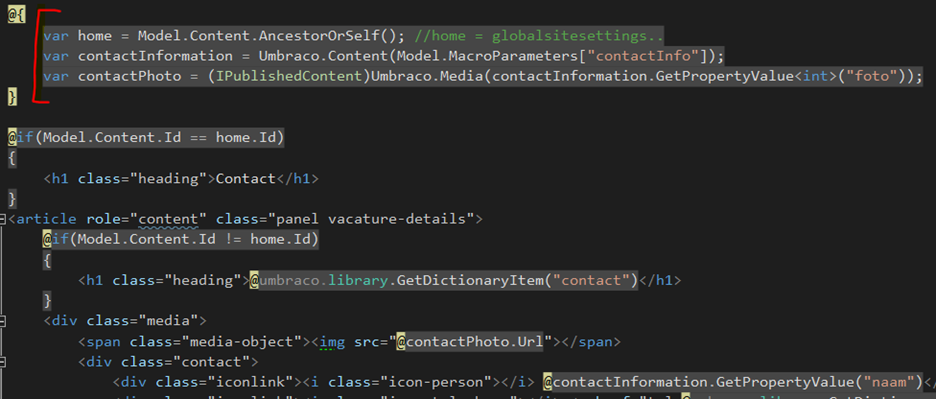 @{
var home = Model.Content.AncestorOrSelf(); //home = globalsitesettings..
var contactInformation = Umbraco.Content(Model.MacroParameters["contactInfo"]);
var contactPhoto = (IPublishedContent)Umbraco.Media(contactInformation.GetPropertyValue<int>("foto"));
}
@if(Model.Content.Id == home.Id)
{
<h1 class="heading">Contact</h1>
}
<article role="content" class="panel vacature-details">
@if(Model.Content.Id != home.Id)
{
<h1 class="heading">@umbraco.library.GetDictionaryItem("contact")</h1>
}
<div class="media">
<span class="media-object"><img src="@contactPhoto.Url"></span>
<div class="contact">
<div class="iconlink"><i class="icon-person"></i> @contactInformation.GetPropertyValue("naam")</